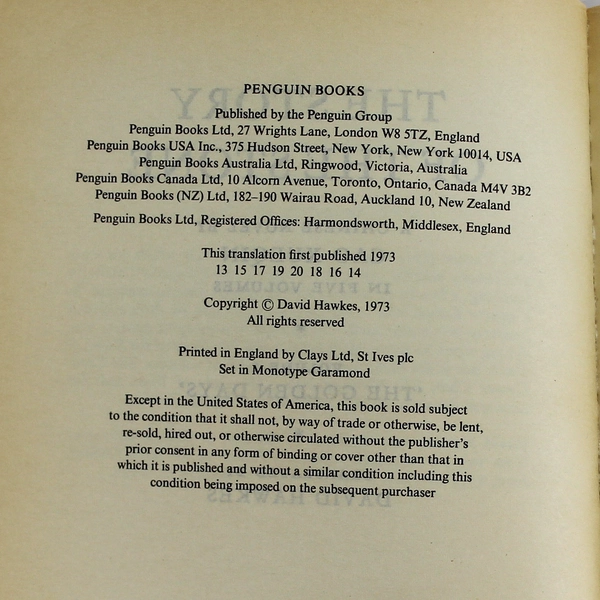 PENGUIN BOOKS
Published by the Penguin Group
Penguin Books Ltd, 27 Wrights Lane, London W8 5TZ, England
Penguin Books USA Inc., 375 Hudson Street, New York, New York 10014, USA
Penguin Books Australia Ltd, Ringwood, Victoria, Australia
Penguin Books Canada Ltd, 10 Alcorn Avenue, Toronto, Ontario, Canada M4V 3B2
Penguin Books (NZ) Ltd, 182–190 Wairau Road, Auckland 10, New Zealand
Penguin Books Ltd, Registered Offices: Harmondsworth, Middlesex, England
This translation first published 1973
13 15 17 19 20 18 16 14
Copyright © David Hawkes, 1973
All rights reserved
Printed in England by Clays Ltd, St Ives plc
Set in Monotype Garamond
Except in the United States of America, this book is sold subject
to the condition that it shall not, by way of trade or otherwise, be lent,
re-sold, hired out, or otherwise circulated without the publisher's
prior consent in any form of binding or cover other than that in
which it is published and without a similar condition including this
condition being imposed on the subsequent purchaser